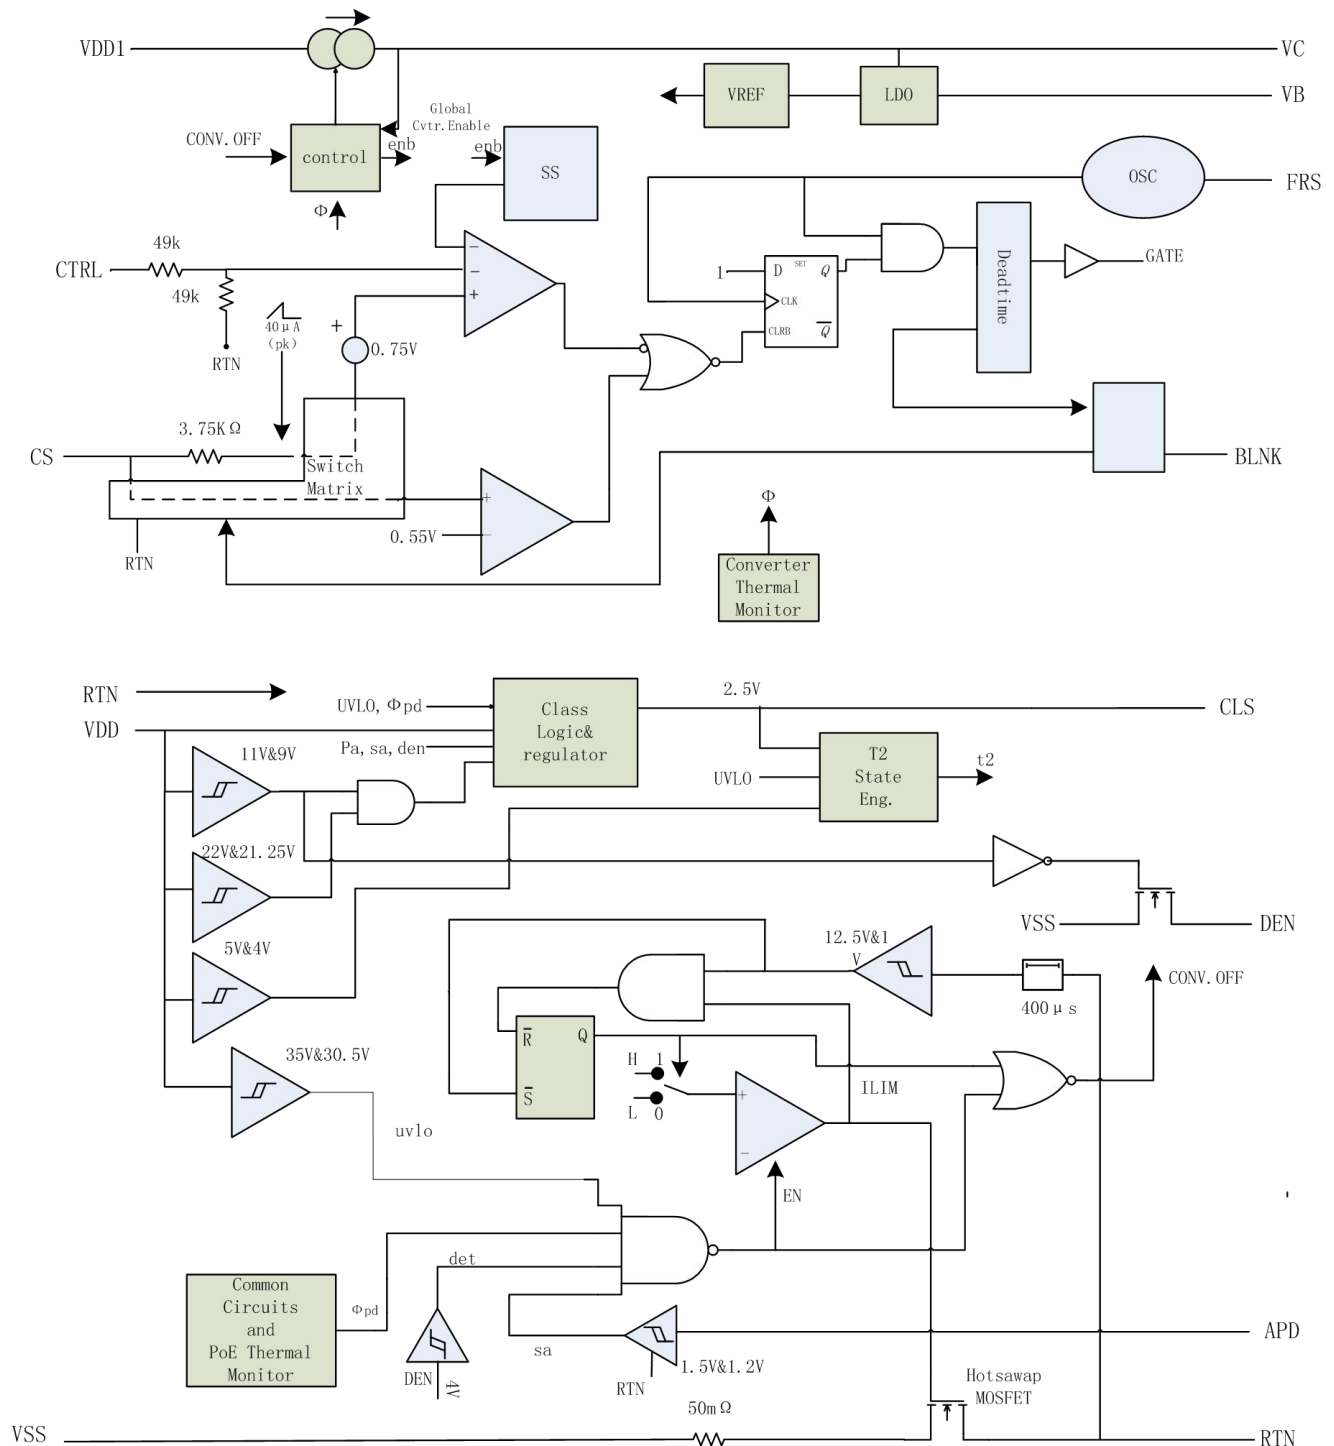 VDD1
VC
VREF
LDO
VB
Global
Cvtr.Enable
CONV.OFF
control
enb
enb
SS
OSC
FRS
Φ
CTRL
49k
49k
RTN
40μA
(pk)
+
0.75V
−
−
+
1
D
SET
Q
CLK
CLRB
Q
Deadtime
GATE
CS
3.75KΩ
Switch
Matrix
RTN
+
−
0.55V
BLNK
Φ
Converter
Thermal
Monitor
RTN
VDD
UVLO, Φpd
Pa, sa, den
Class
Logic&
regulator
2.5V
CLS
UVLO
T2
State
Eng.
t2
11V&9V
22V&21.25V
5V&4V
35V&30.5V
uvlo
VSS
DEN
12.5V&1
V
400μs
CONV.OFF
R
Q
S
H
1
L
0
+
−
ILIM
EN
det
Common
Circuits
and
PoE Thermal
Monitor
Φpd
DEN
4V
sa
RTN
1.5V&1.2V
APD
50mΩ
Hotsawap
MOSFET
VSS
RTN